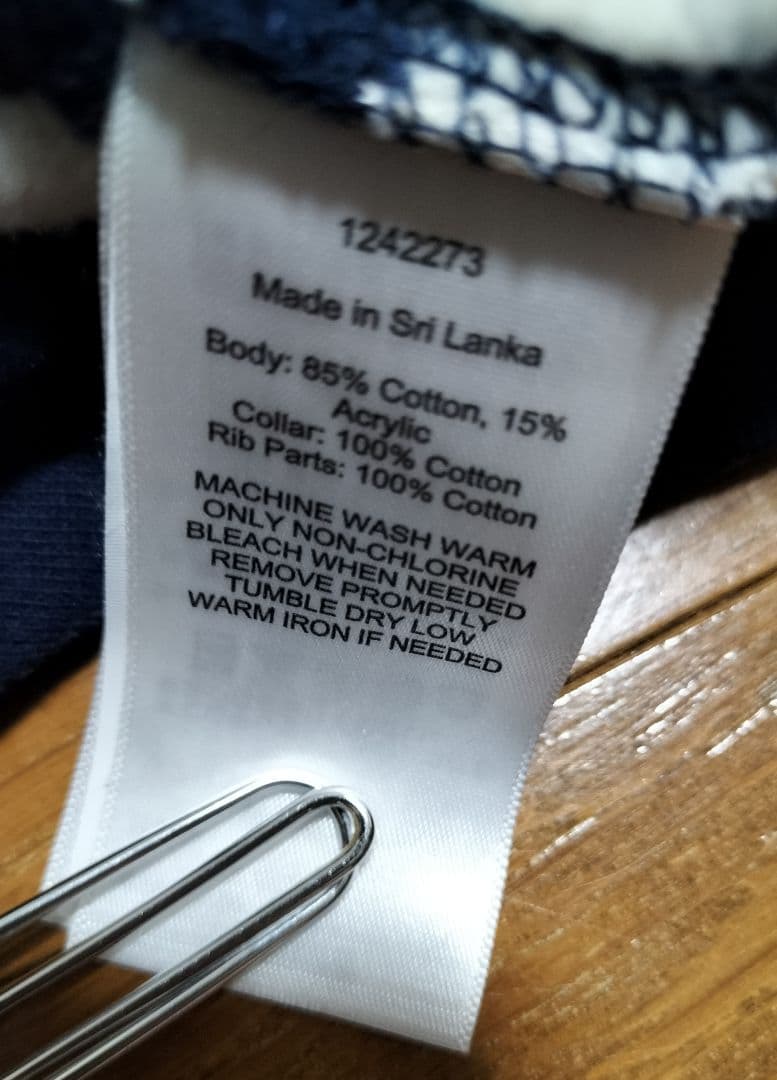 1242273
Made in Sri Lanka
Body: 85% Cotton, 15%
Acrylic
Collar: 100% Cotton
Rib Parts: 100% Cotton
MACHINE WASH WARM
ONLY NON-CHLORINE
BLEACH WHEN NEEDED
REMOVE PROMPTLY
TUMBLE DRY LOW
WARM IRON IF NEEDED